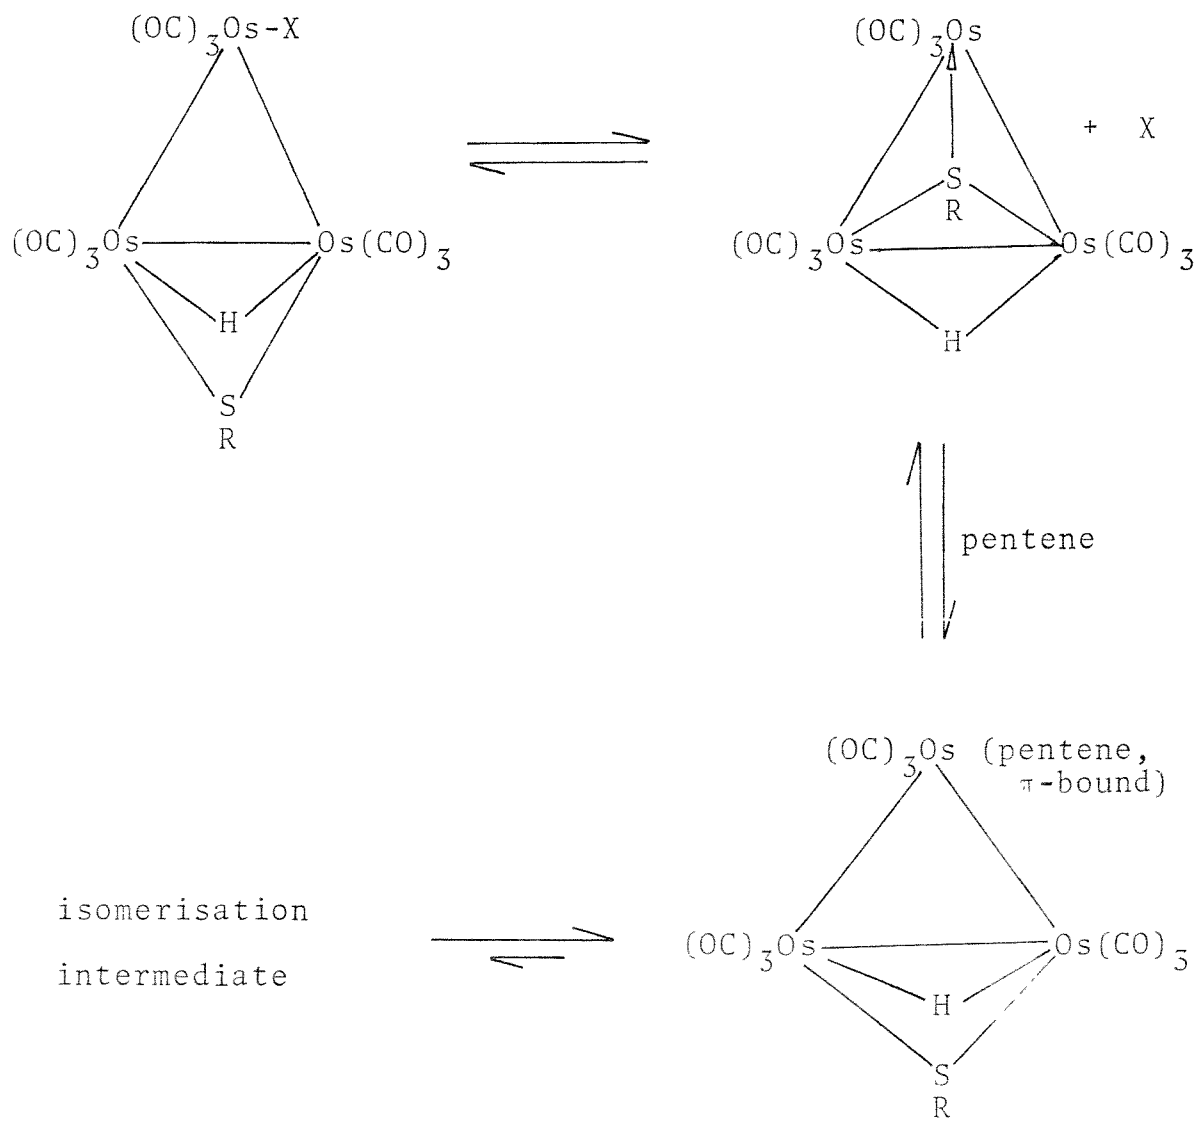 (OC)₃Os-X
(OC)₃Os
+ X
S
R
(OC)₃Os
Os(CO)₃
(OC)₃Os
Os(CO)₃
H
H
S
R
pentene
(OC)₃Os (pentene,
π-bound)
isomerisation
intermediate
(OC)₃Os
Os(CO)₃
H
S
R